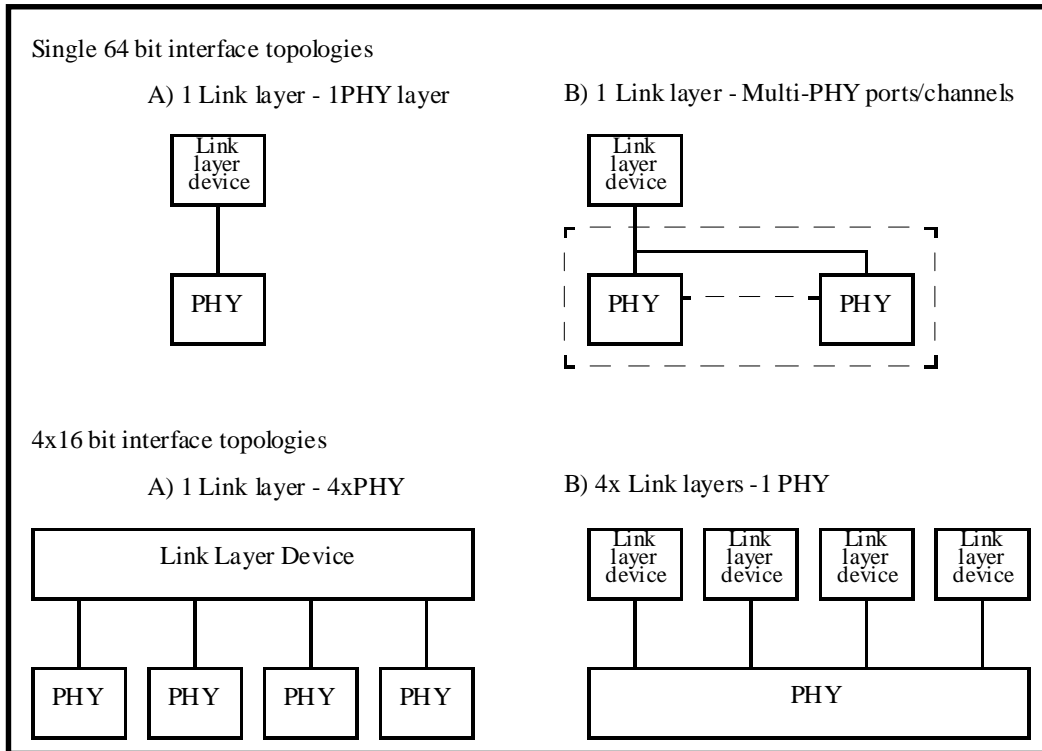 Single 64 bit interface topologies
A) 1 Link layer - 1PHY layer
B) 1 Link layer - Multi-PHY ports/channels
Link
layer
device
Link
layer
device
PHY
PHY
PHY
4x16 bit interface topologies
A) 1 Link layer - 4xPHY
B) 4x Link layers -1 PHY
Link Layer Device
Link
layer
device
Link
layer
device
Link
layer
device
Link
layer
device
PHY
PHY
PHY
PHY
PHY